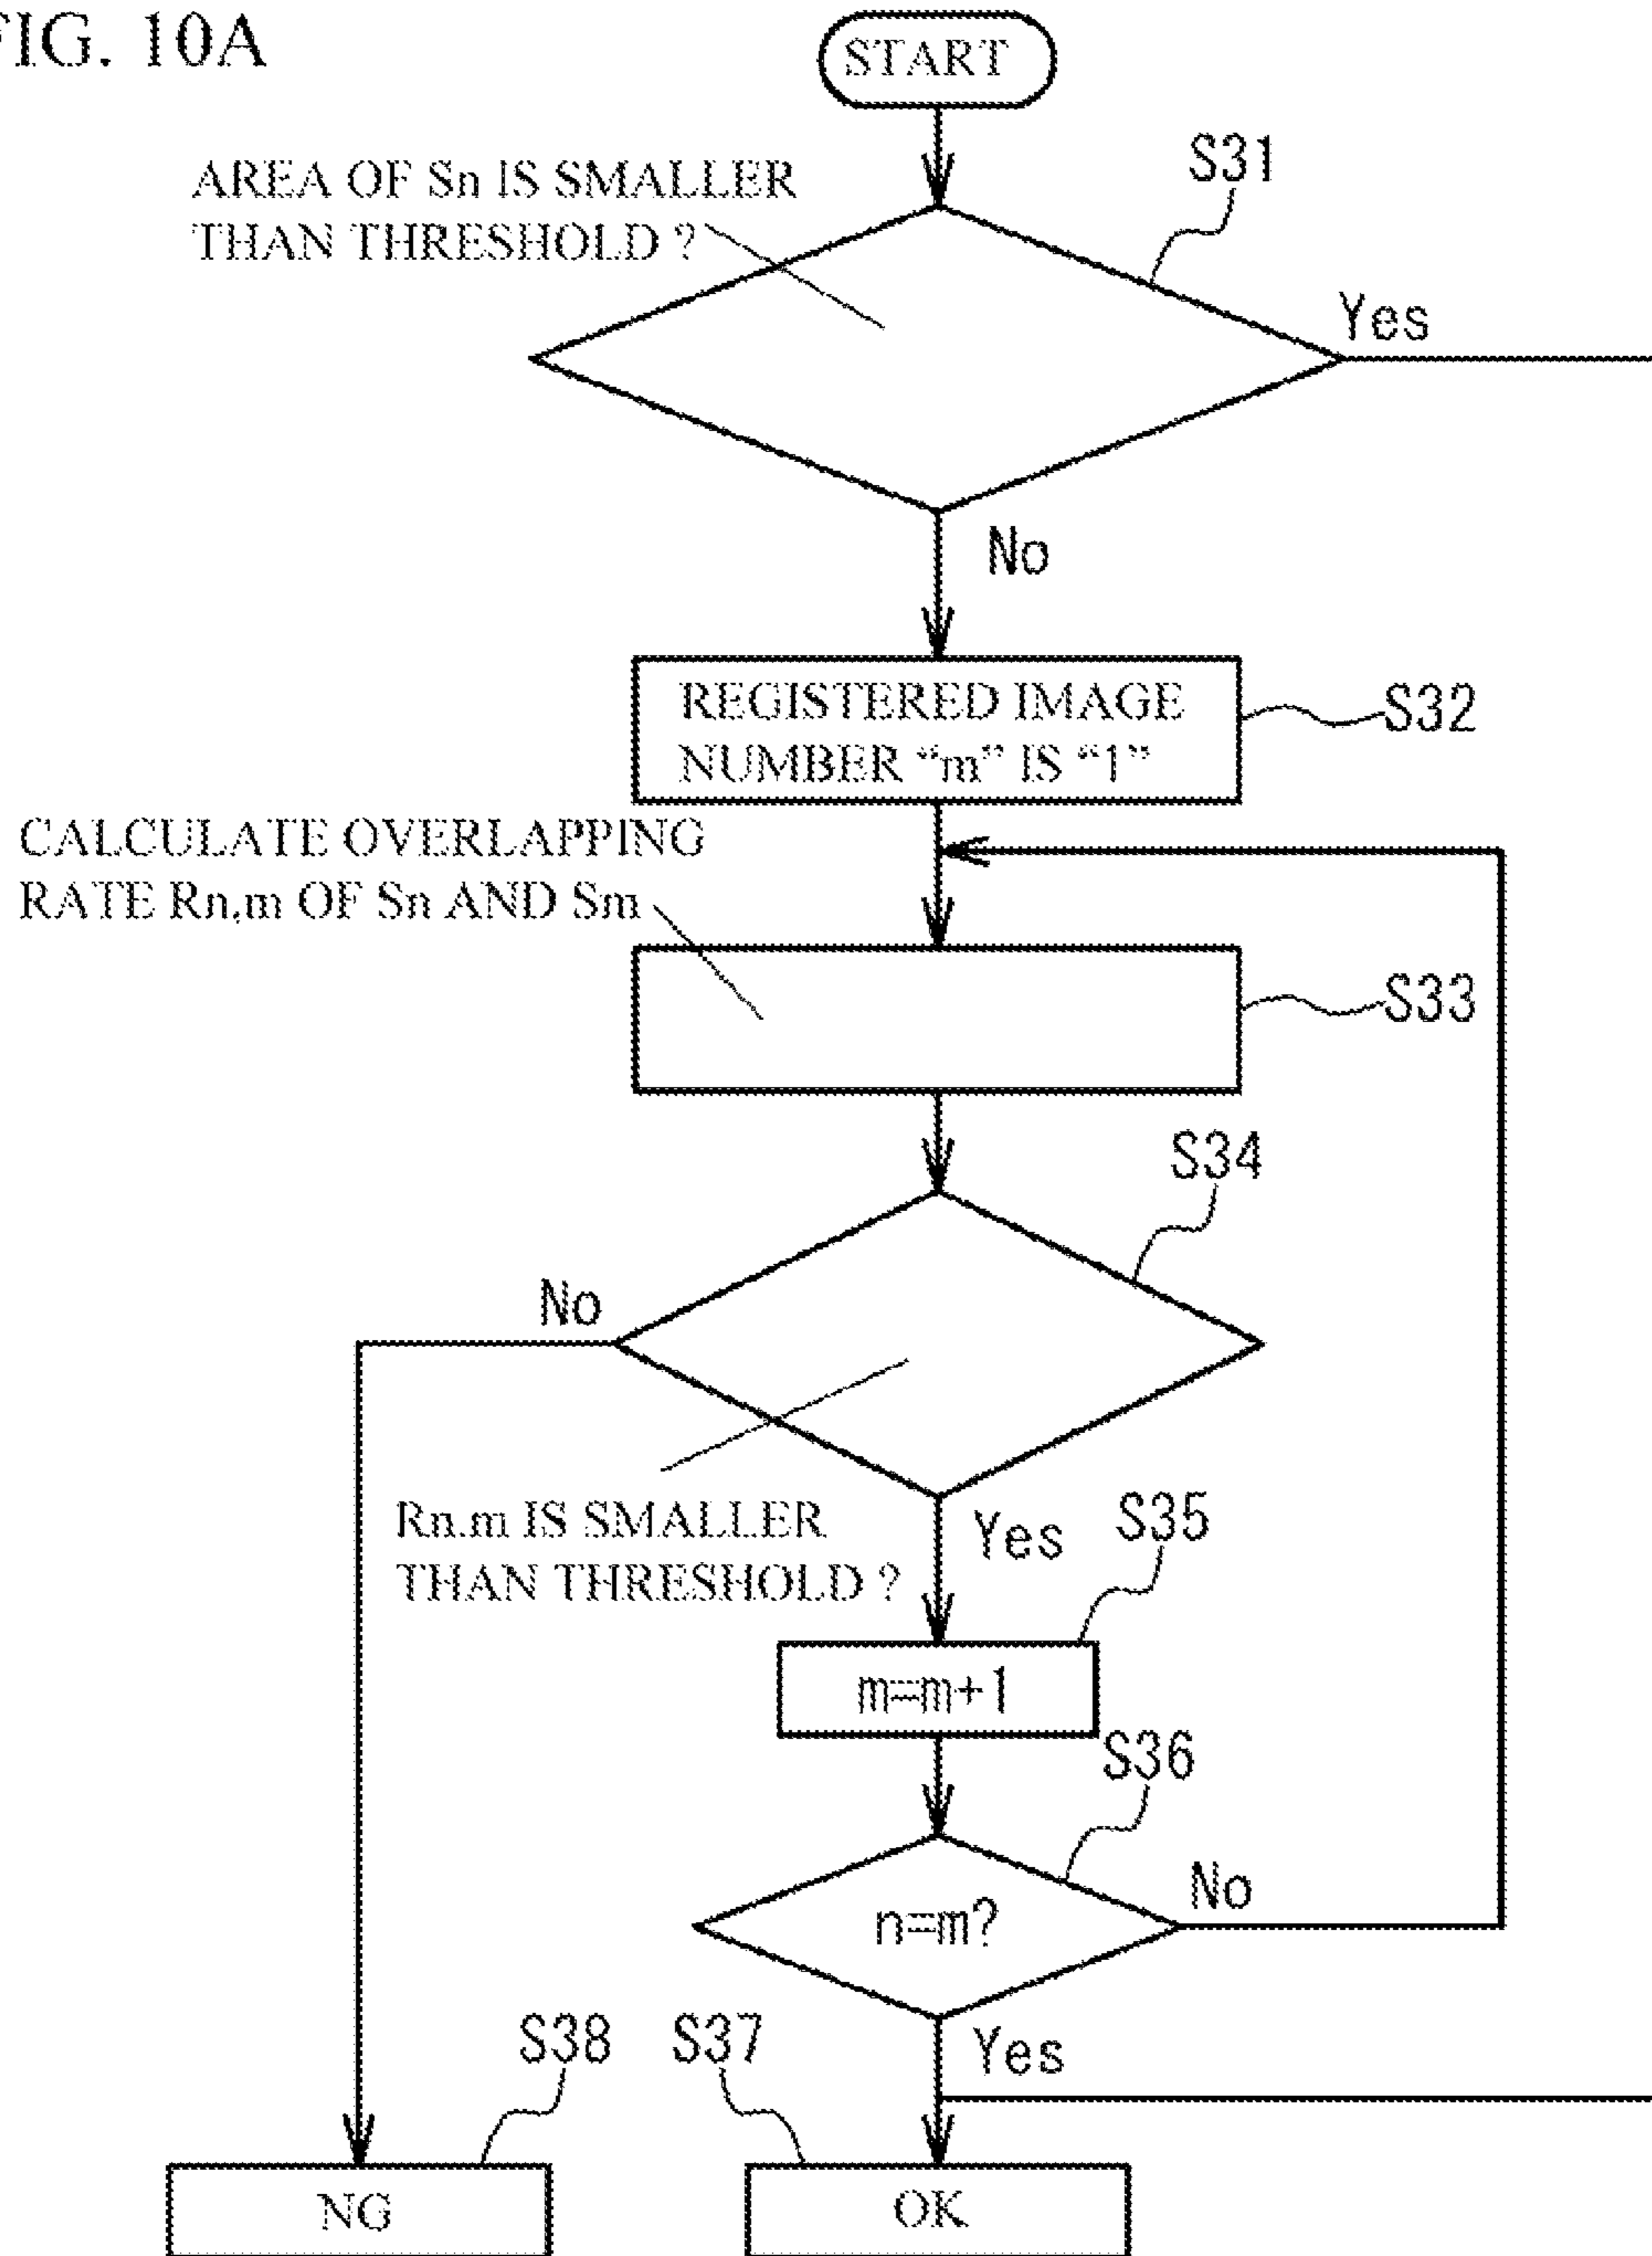 FIG. 10A
START
AREA OF Sn IS SMALLER
THAN THRESHOLD ?
S31
Yes
No
REGISTERED IMAGE
NUMBER “m” IS “1”
S32
CALCULATE OVERLAPPING
RATE Rn,m OF Sn AND Sm
S33
S34
No
Rn,m IS SMALLER
THAN THRESHOLD ?
Yes
S35
m=m+1
S36
n=m?
No
Yes
S38
S37
NG
OK